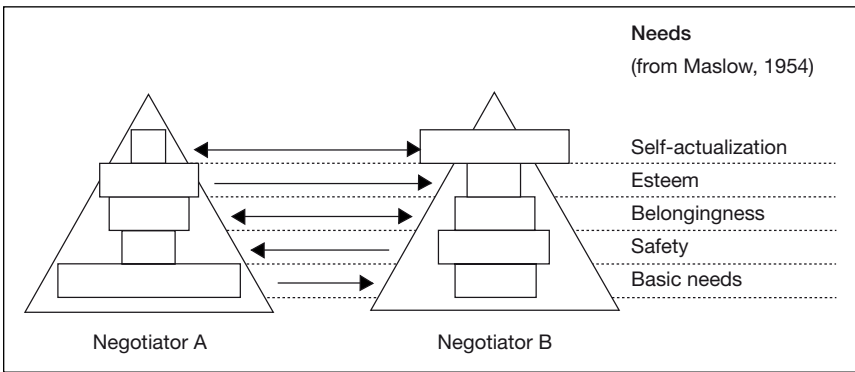 Needs
(from Maslow, 1954)
Self-actualization
Esteem
Belongingness
Safety
Basic needs
Negotiator A
Negotiator B